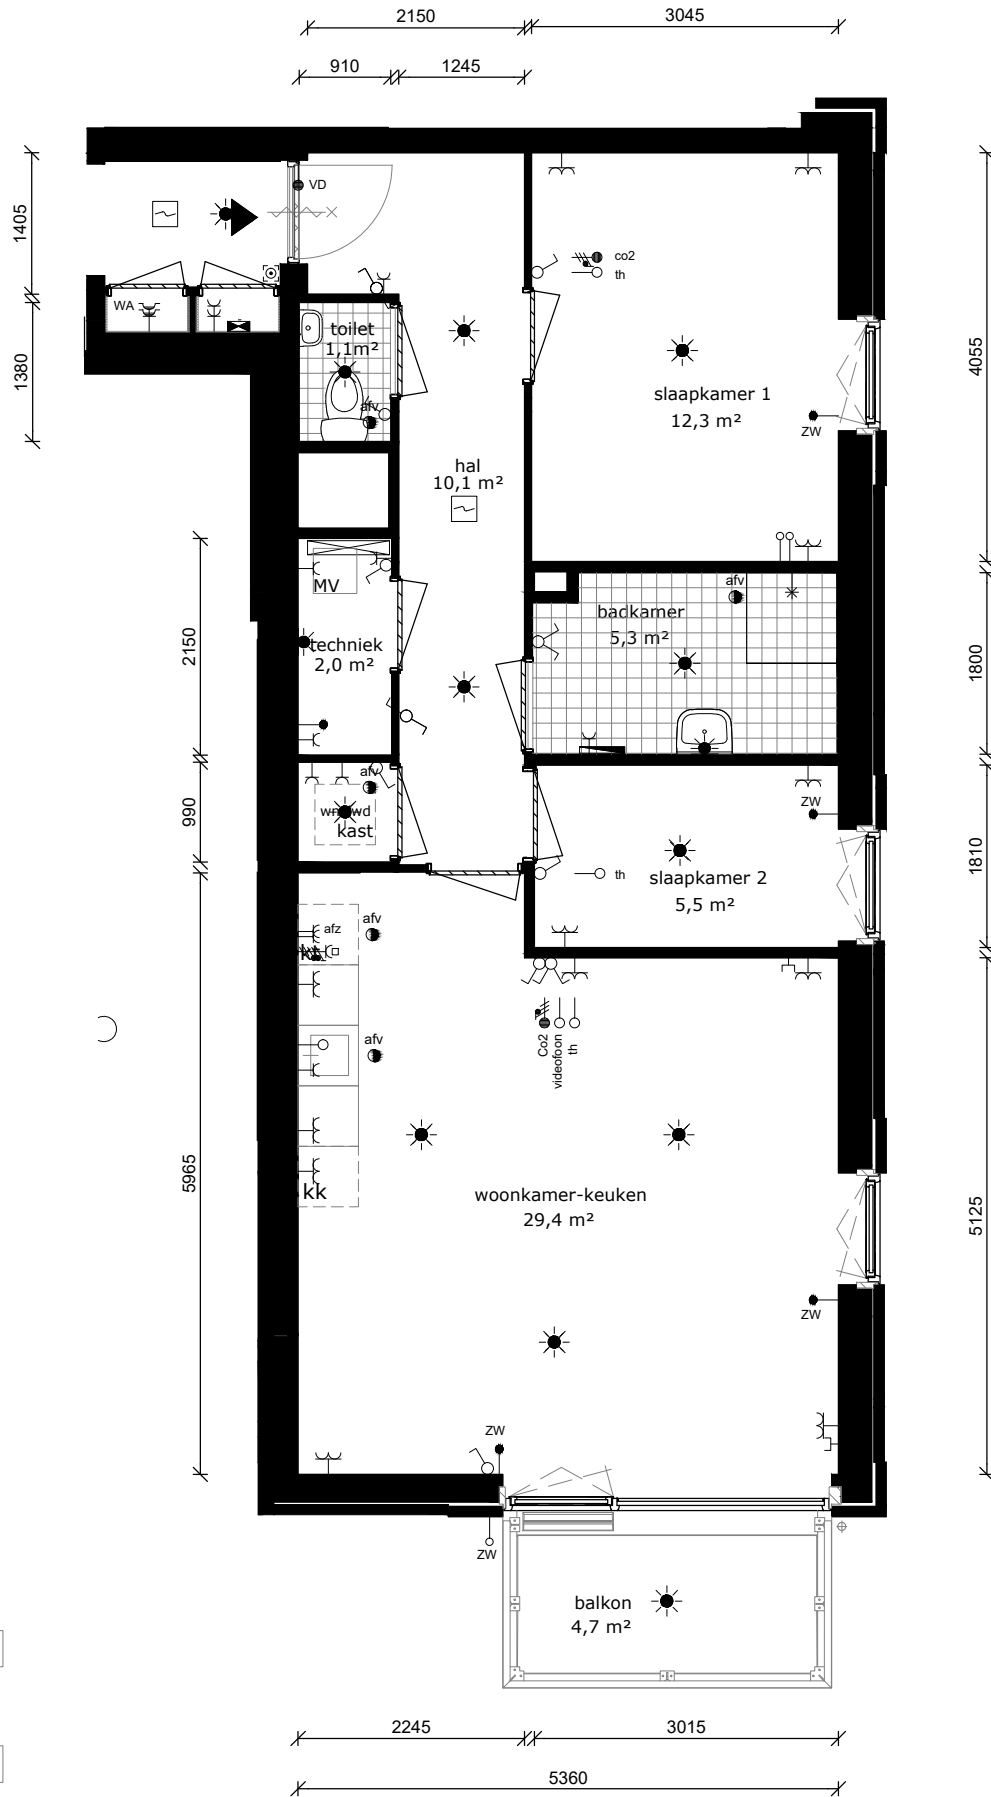 2150
3045
910
1245
VD
1405
co2
th
WA
toilet
1,1m²
1380
4055
slaapkamer 1
12,3 m²
afv
ZW
hal
10,1 m²
MV
afv
badkamer
5,3 m²
techniek
2,0 m²
2150
1800
afv
ZW
990
kast
1810
slaapkamer 2
5,5 m²
th
afv
afz
kt
afv
Co2
videofoon
th
5965
kk
woonkamer-keuken
29,4 m²
5125
ZW
ZW
ZW
balkon
4,7 m²
2245
3015
5360